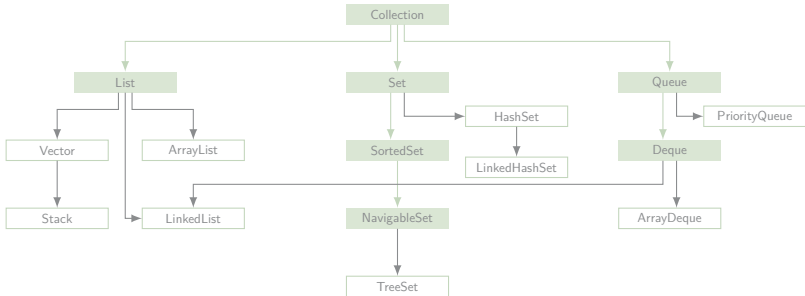 Collection
List
Set
Queue
HashSet
PriorityQueue
Vector
ArrayList
SortedSet
Deque
LinkedHashSet
Stack
LinkedList
NavigableSet
ArrayDeque
TreeSet